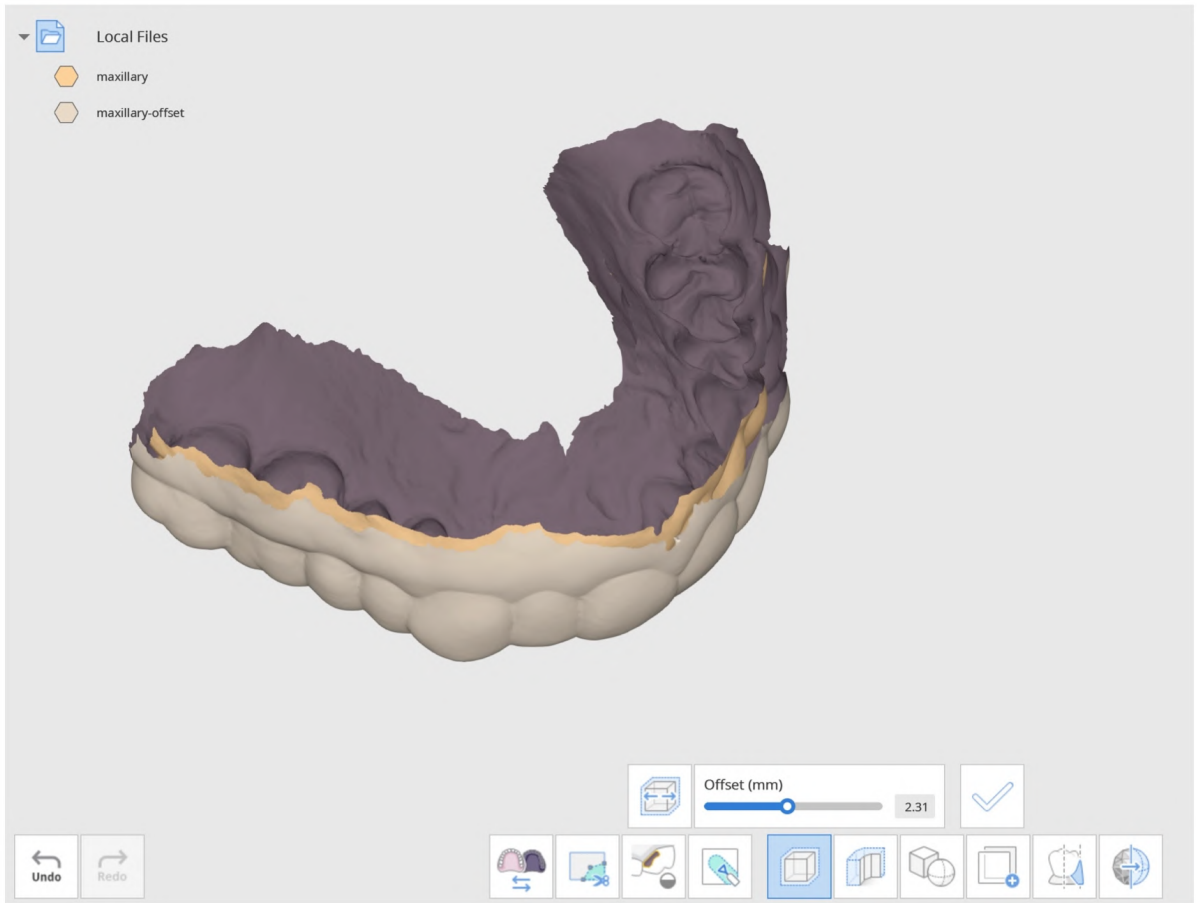 Local Files
maxillary
maxillary-offset
Offset (mm)
2.31
Undo
Redo